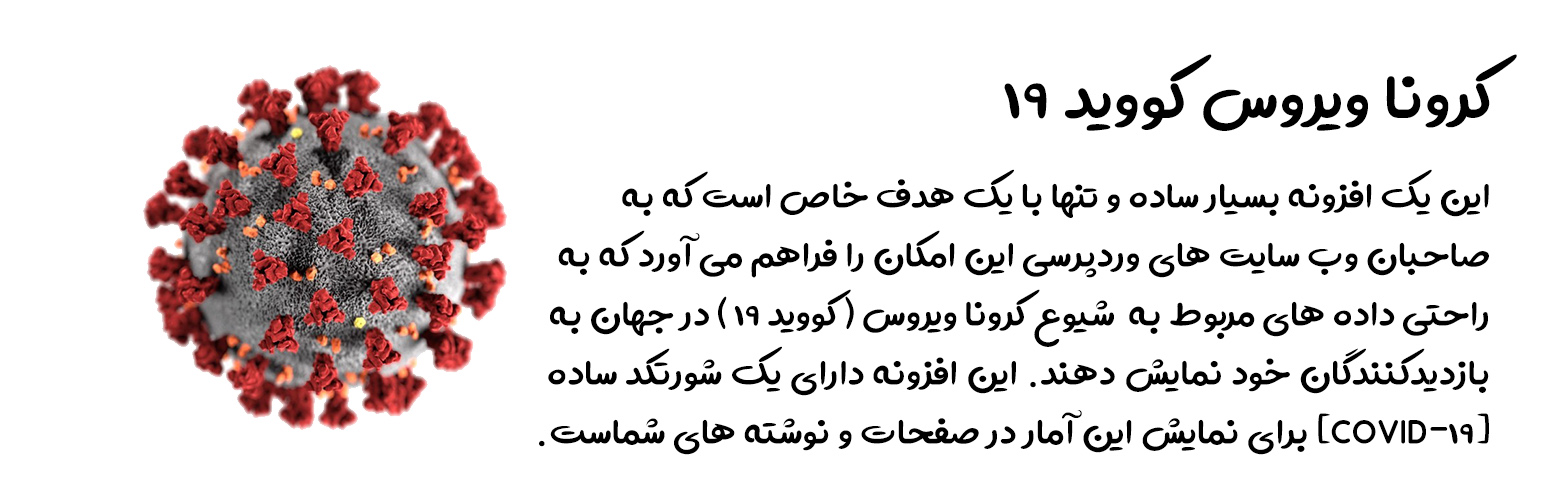 کرونا ویروس کووید ۱۹
این یک افزونه بسیار ساده و تنها با یک هدف خاص است که به
صاحبان وب سایت های وردپرسی این امکان را فراهم می آورد که به
راحتی داده های مربوط به شیوع کرونا ویروس (کووید ۱۹) در جهان به
بازدیدکنندگان خود نمایش دهند. این افزونه دارای یک شورتکد ساده
[COVID-۱۹] برای نمایش این آمار در صفحات و نوشته های شماست.